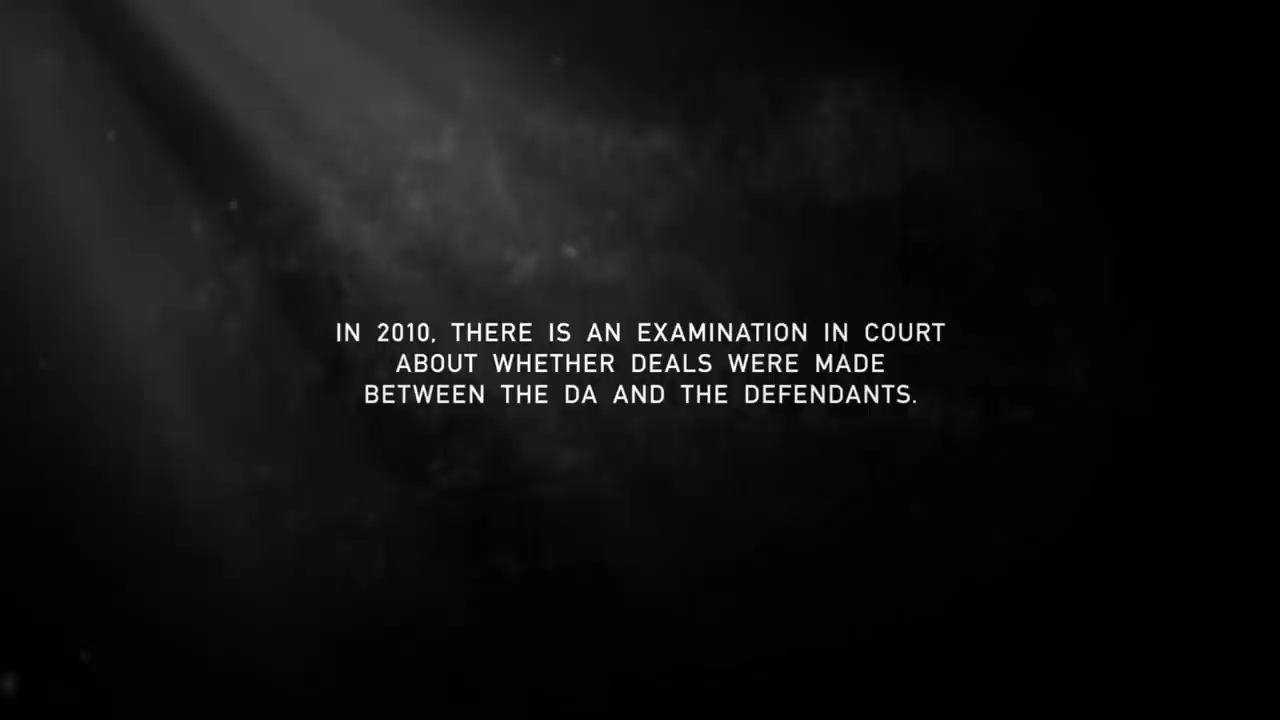 IN 2010, THERE IS AN EXAMINATION IN COURT
ABOUT WHETHER DEALS WERE MADE
BETWEEN THE DA AND THE DEFENDANTS.